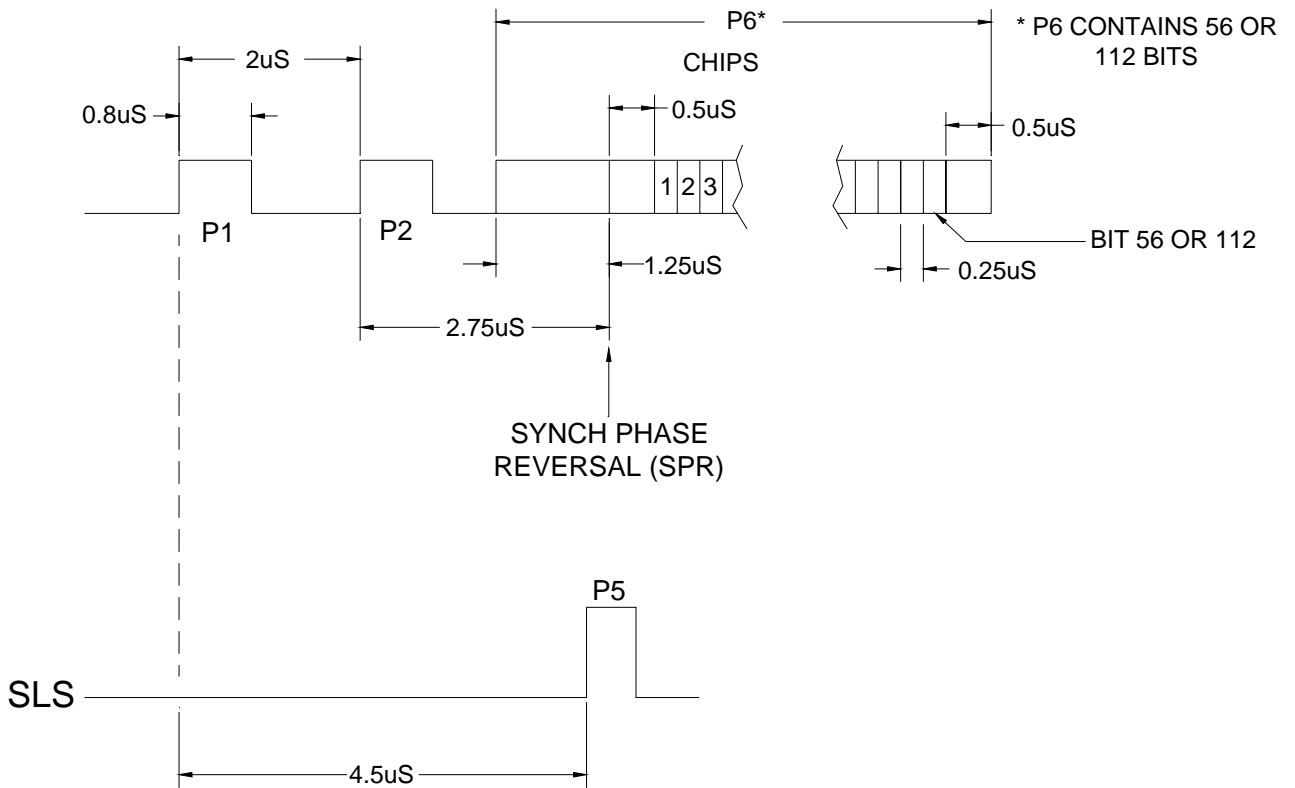 P6*
* P6 CONTAINS 56 OR
112 BITS
2uS
CHIPS
0.8uS
0.5uS
0.5uS
1 2 3
P1
P2
BIT 56 OR 112
1.25uS
0.25uS
2.75uS
SYNCH PHASE
REVERSAL (SPR)
P5
SLS
4.5uS